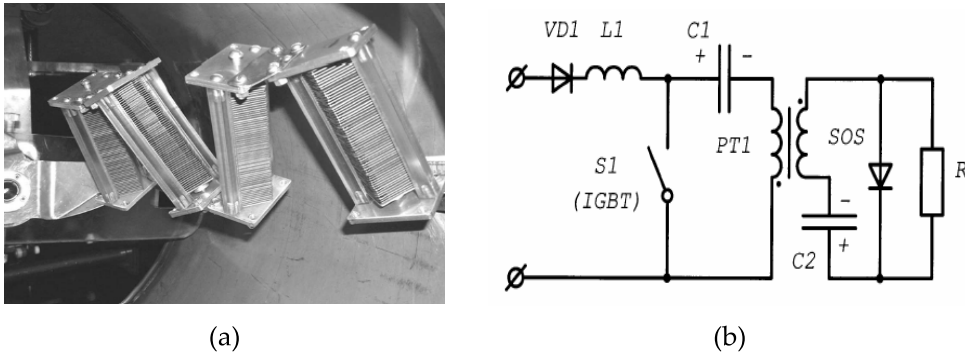 VD1 L1 C1
+ -
PT1
SOS
R
S1
(IGBT)
-
+
C2
(a)
(b)